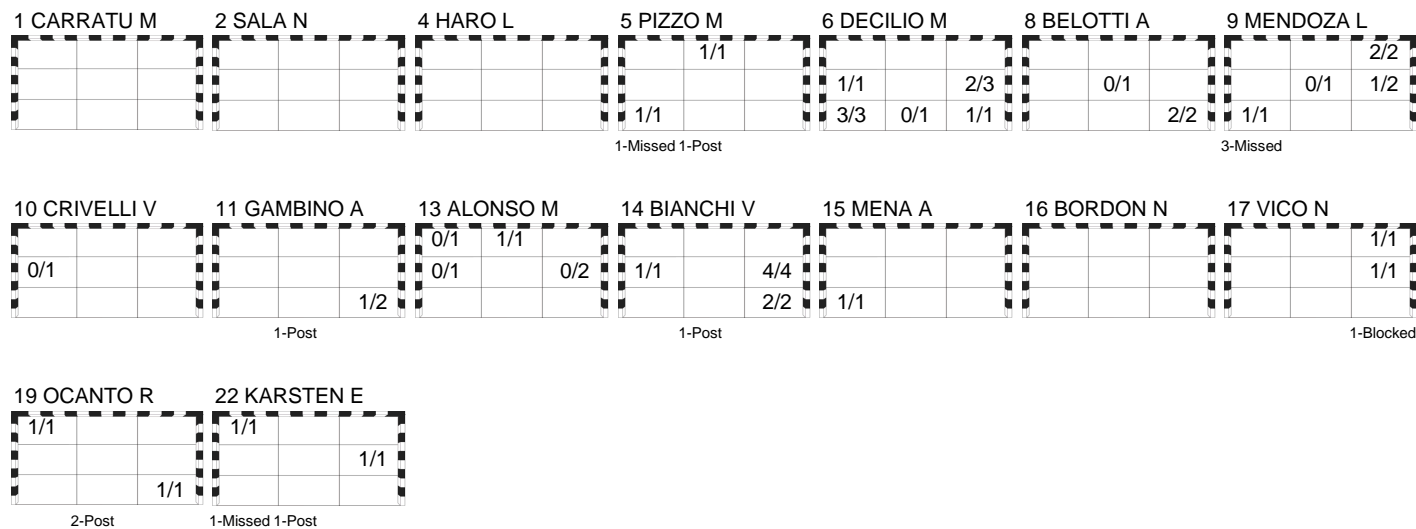 1 CARRATU M 2 SALA N 4 HARO L 5 PIZZO M 6 DECILIO M 8 BELOTTI A 9 MENDOZA L
1/1 2/2
1/1 2/3 0/1 0/1 1/2
1/1 3/3 0/1 1/1 2/2 1/1
1-Missed 1-Post 3-Missed
10 CRIVELLI V 11 GAMBINO A 13 ALONSO M 14 BIANCHI V 15 MENA A 16 BORDON N 17 VICO N
0/1 1/1 1/1
0/1 0/1 0/2 1/1 4/4 1/1
1/2 2/2 1/1
1-Post 1-Post 1-Blocked
19 OCANTO R 22 KARSTEN E
1/1 1/1
1/1
1/1
2-Post 1-Missed 1-Post